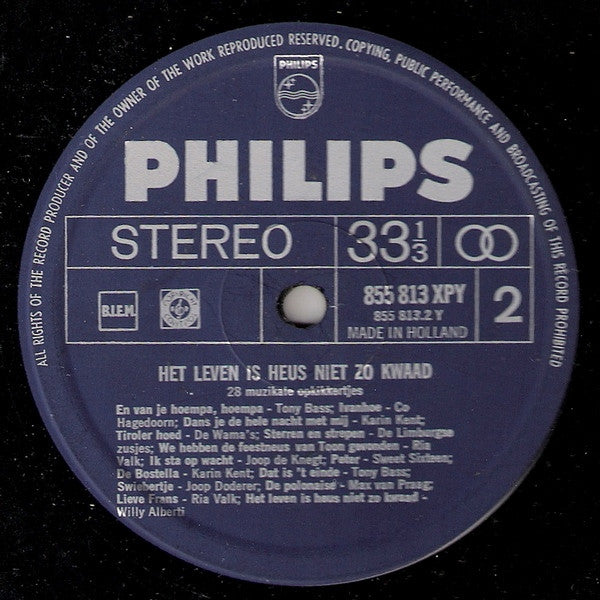 ALL RIGHTS OF THE RECORD PRODUCER AND OF THE OWNER OF THE WORK REPRODUCED RESERVED. COPYING, PUBLIC PERFORMANCE AND BROADCASTING OF THIS RECORD PROHIBITED
PHILIPS
PHILIPS
STEREO
33 1/3
855 813 XPY
855 813.2 Y
MADE IN HOLLAND
2
B.I.E.M.
HET LEVEN IS HEUS NIET ZO KWAAD
28 muzikale opkikkertjes
En van je hoempa, hoempa - Tony Bass; Ivanhoe - Co
Hagedoorn; Dans je de hele nacht met mij - Karin Kent;
Tiroler hoed - De Wama's; Sterren en strepen - De Limburgse
zusjes; We hebben de feestneus van Toon gevonden - Ria
Valk; Ik sta op wacht - Joop de Knegt; Peter - Sweet Sixteen;
De Bostella - Karin Kent; Dat is 't einde - Tony Bass;
Swiebertje - Joop Doderer; De polonaise - Max van Praag;
Lieve Frans - Ria Valk; Het leven is heus niet zo kwaad -
Willy Alberti